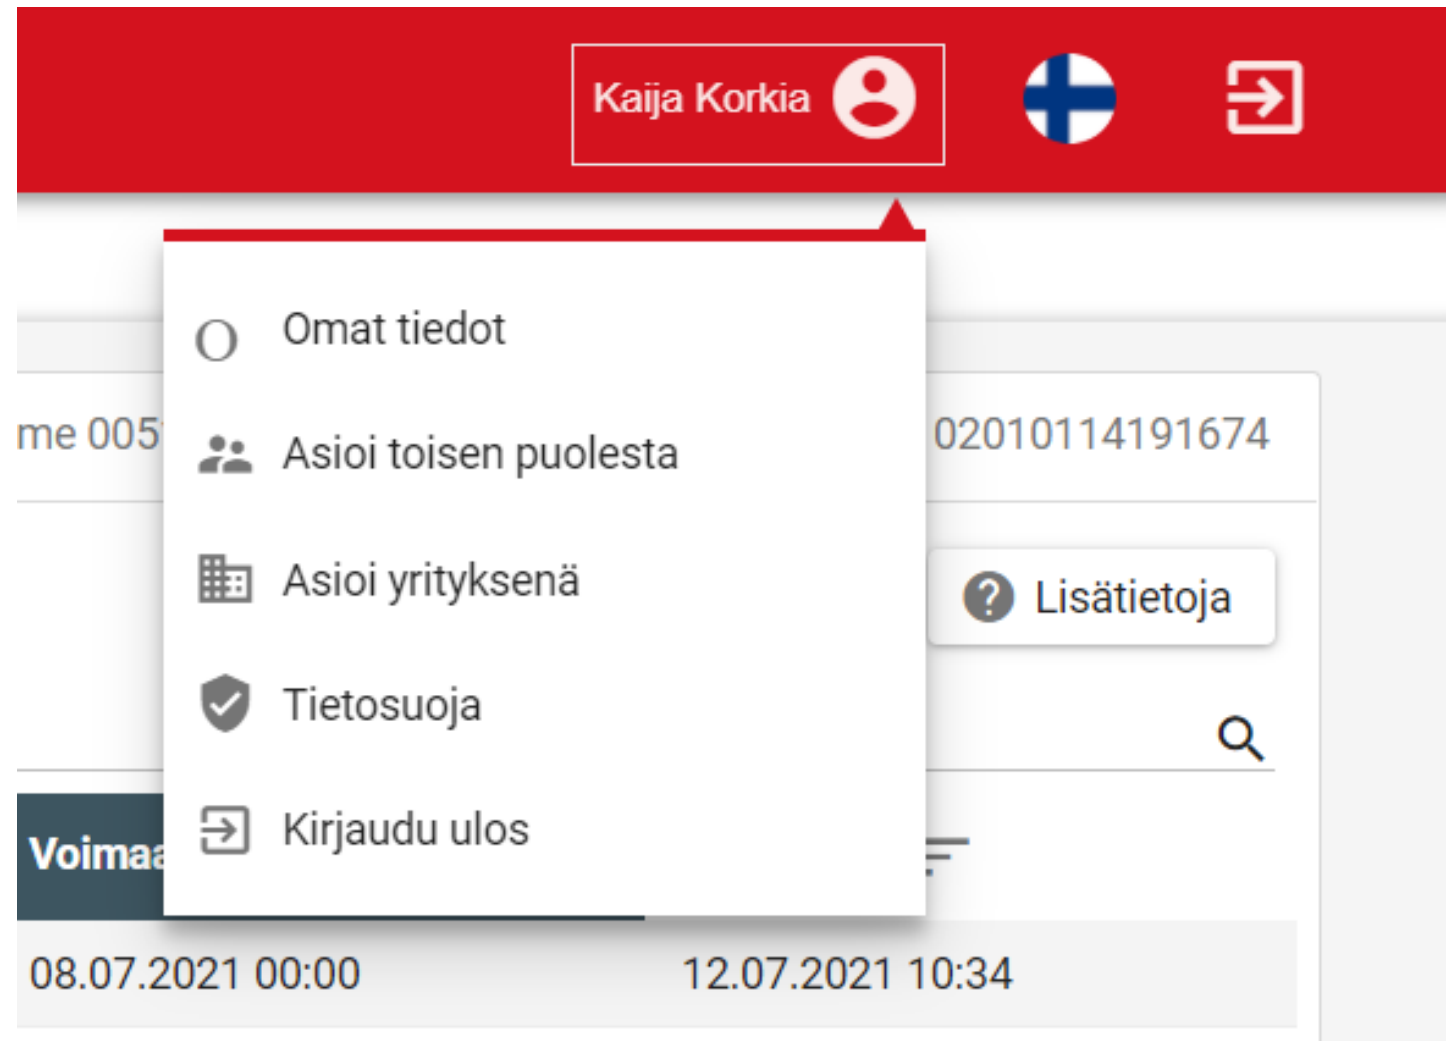 Kaija Korkia
O Omat tiedot
me 005
Asioi toisen puolesta
02010114191674
Asioi yrityksenä
Lisätietoja
Tietosuoja
Kirjaudu ulos
08.07.2021 00:00 12.07.2021 10:34